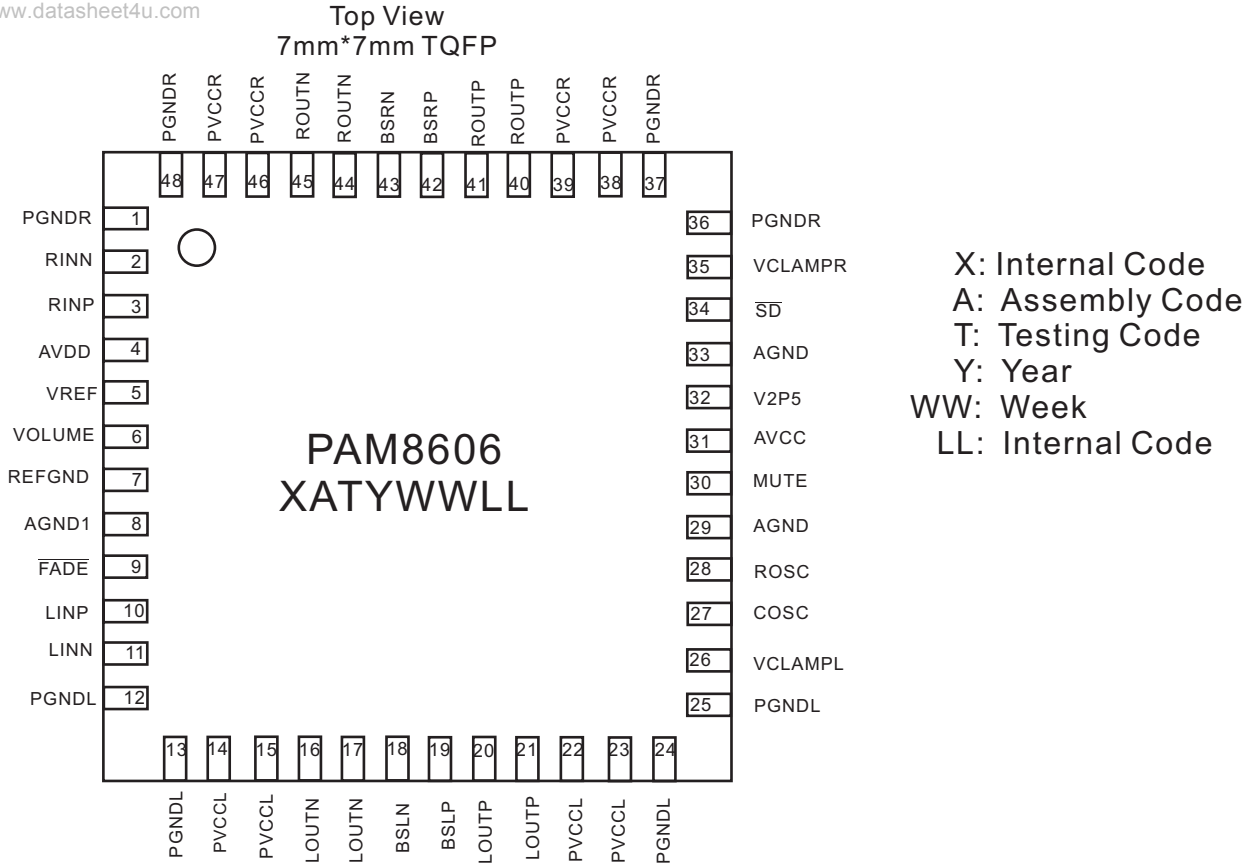 www.datasheet4u.com
Top View
7mm*7mm TQFP
PGNDR
PVCCR
PVCCR
ROUTN
ROUTN
BSRN
BSRP
ROUTP
ROUTP
PVCCR
PVCCR
PGNDR
48 47 46 45 44 43 42 41 40 39 38 37
PGNDR 1
RINN 2
RINP 3
AVDD 4
VREF 5
VOLUME 6
REFGND 7
AGND1 8
FADE 9
LINP 10
LINN 11
PGNDL 12
PAM8606
XATYWWLL
36 PGNDR
35 VCLAMPR
34 SD
33 AGND
32 V2P5
31 AVCC
30 MUTE
29 AGND
28 ROSC
27 COSC
26 VCLAMPL
25 PGNDL
13 14 15 16 17 18 19 20 21 22 23 24
PGNDL
PVCCL
PVCCL
LOUTN
LOUTN
BSLN
BSLP
LOUTP
LOUTP
PVCCL
PVCCL
PGNDL
X: Internal Code
A: Assembly Code
T: Testing Code
Y: Year
WW: Week
LL: Internal Code